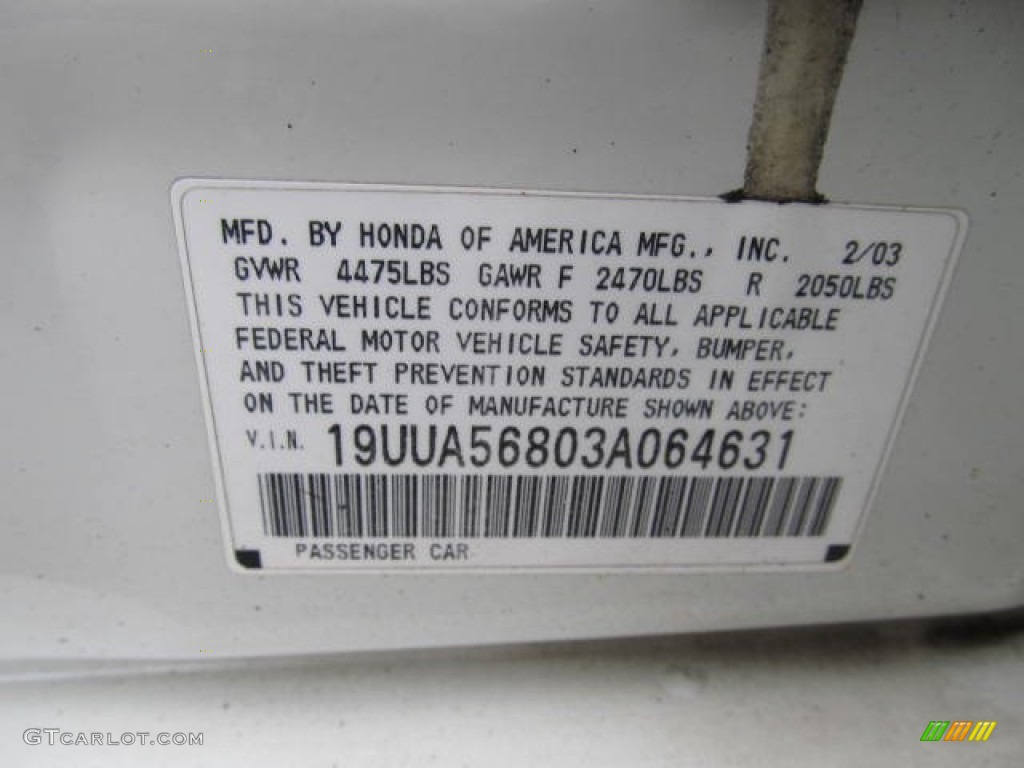 MFD. BY HONDA OF AMERICA MFG., INC. 2/03
GVWR 4475LBS GAWR F 2470LBS R 2050LBS
THIS VEHICLE CONFORMS TO ALL APPLICABLE
FEDERAL MOTOR VEHICLE SAFETY, BUMPER,
AND THEFT PREVENTION STANDARDS IN EFFECT
ON THE DATE OF MANUFACTURE SHOWN ABOVE:
V.I.N. 19UUA56803A064631
PASSENGER CAR
GTCARLOT.COM